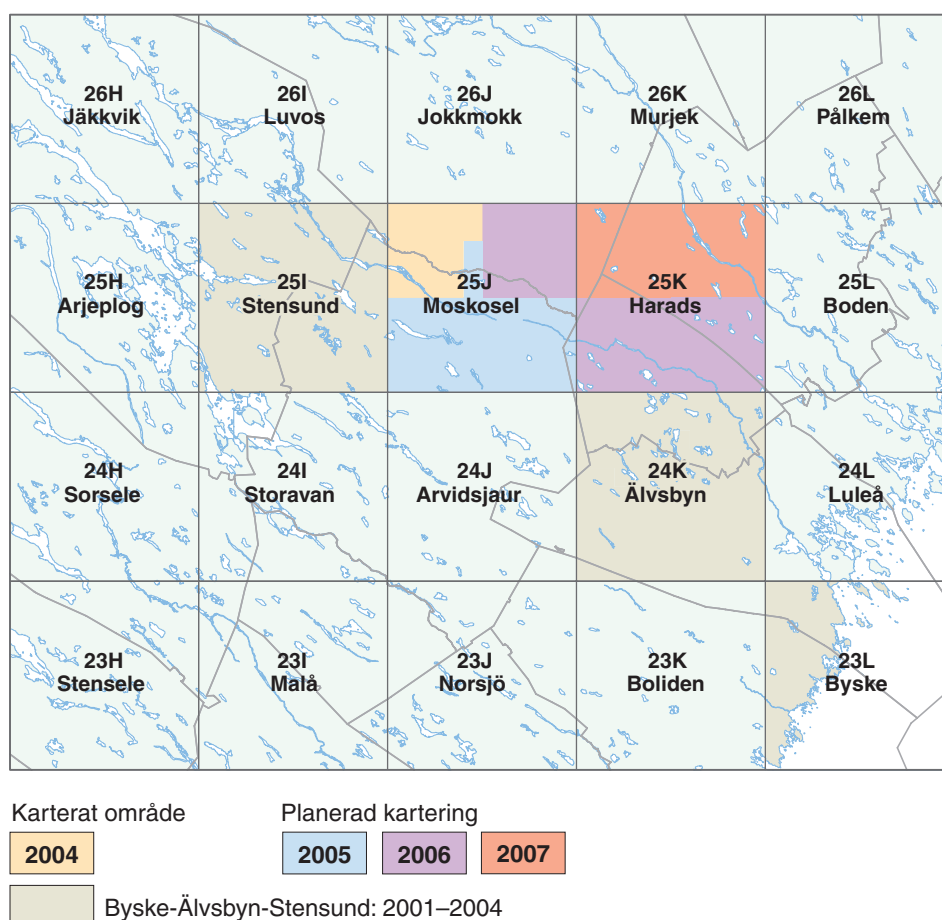 26H
Jäkkvik
26I
Luvos
26J
Jokkmokk
26K
Murjek
26L
Pålkem
25H
Arjeplog
25I
Stensund
25J
Moskosel
25K
Harads
25L
Boden
24H
Sorsele
24I
Storavan
24J
Arvidsjaur
24K
Älvsbyn
24L
Luleå
23H
Stensele
23I
Malå
23J
Norsjö
23K
Boliden
23L
Byske
Karterat område
2004
Planerad kartering
2005
2006
2007
Byske-Älvsbyn-Stensund: 2001–2004